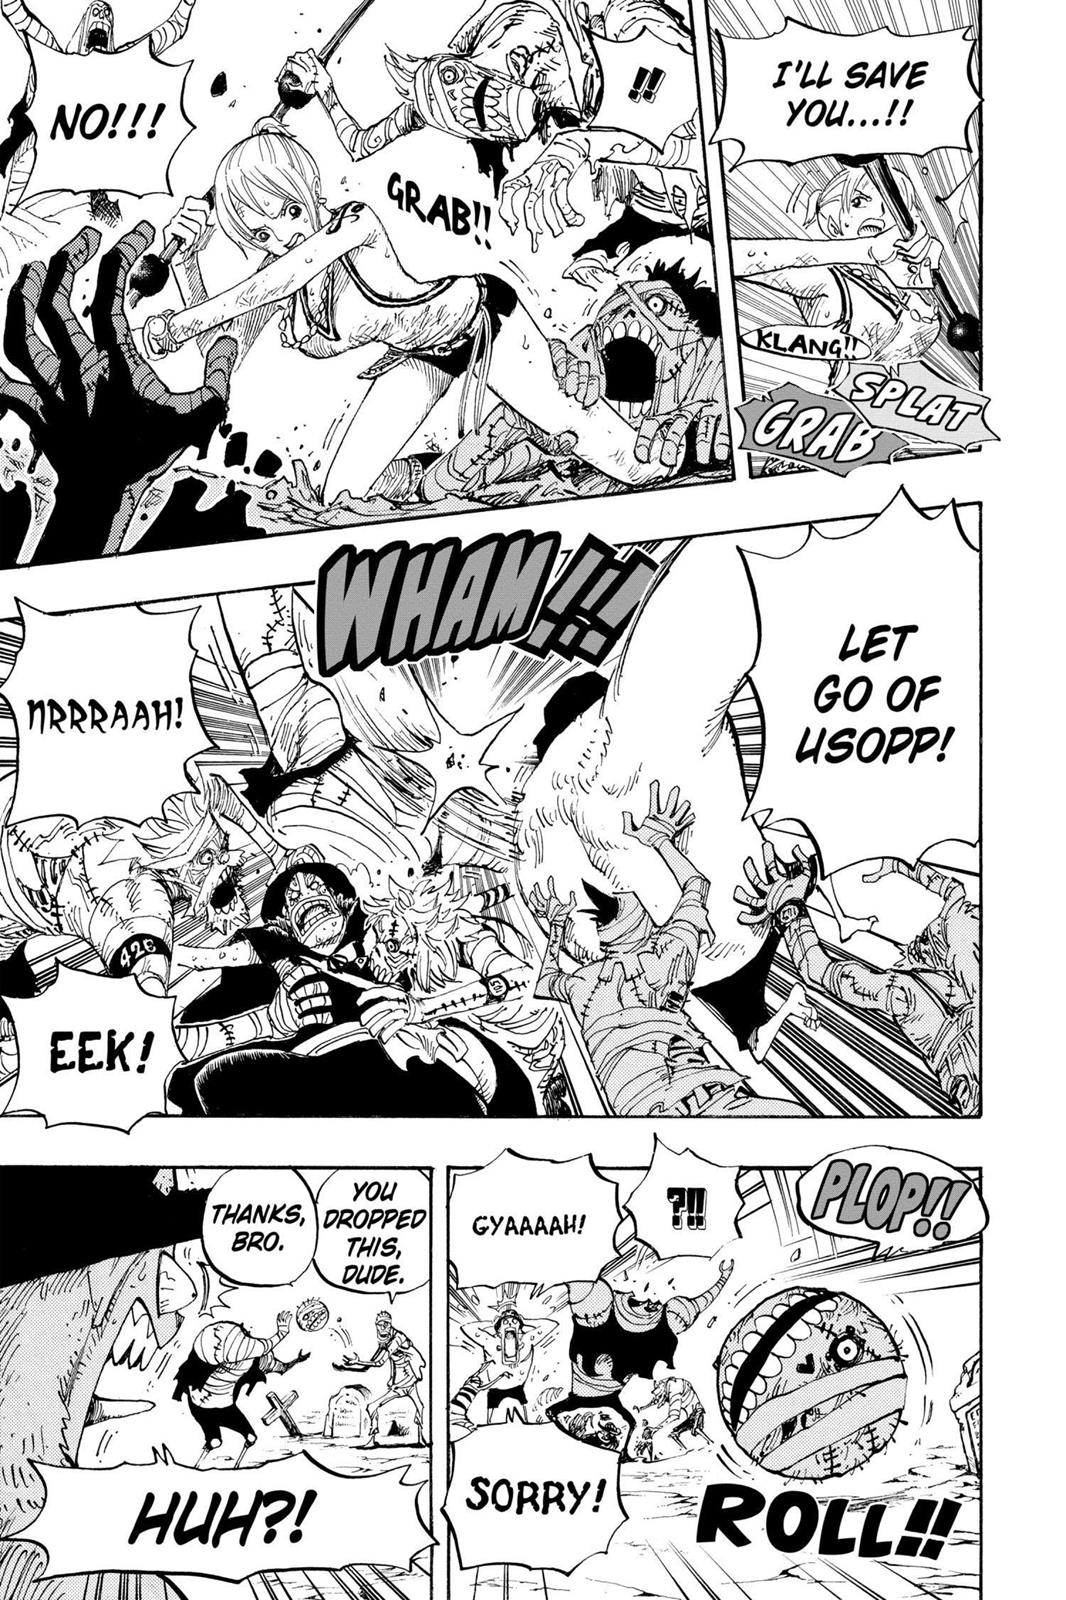 I'LL SAVE
YOU...!!
KLANG!!
SPLAT
GRAB
!!
GRAB!!
NO!!!
LET
GO OF
USOPP!
WHAM!!!
NRRRAAH!
426
EEK!
PLOP!!
?!!
GYAAAAH!
SORRY!
ROLL!!
YOU
DROPPED
THIS,
DUDE.
THANKS,
BRO.
HUH?!